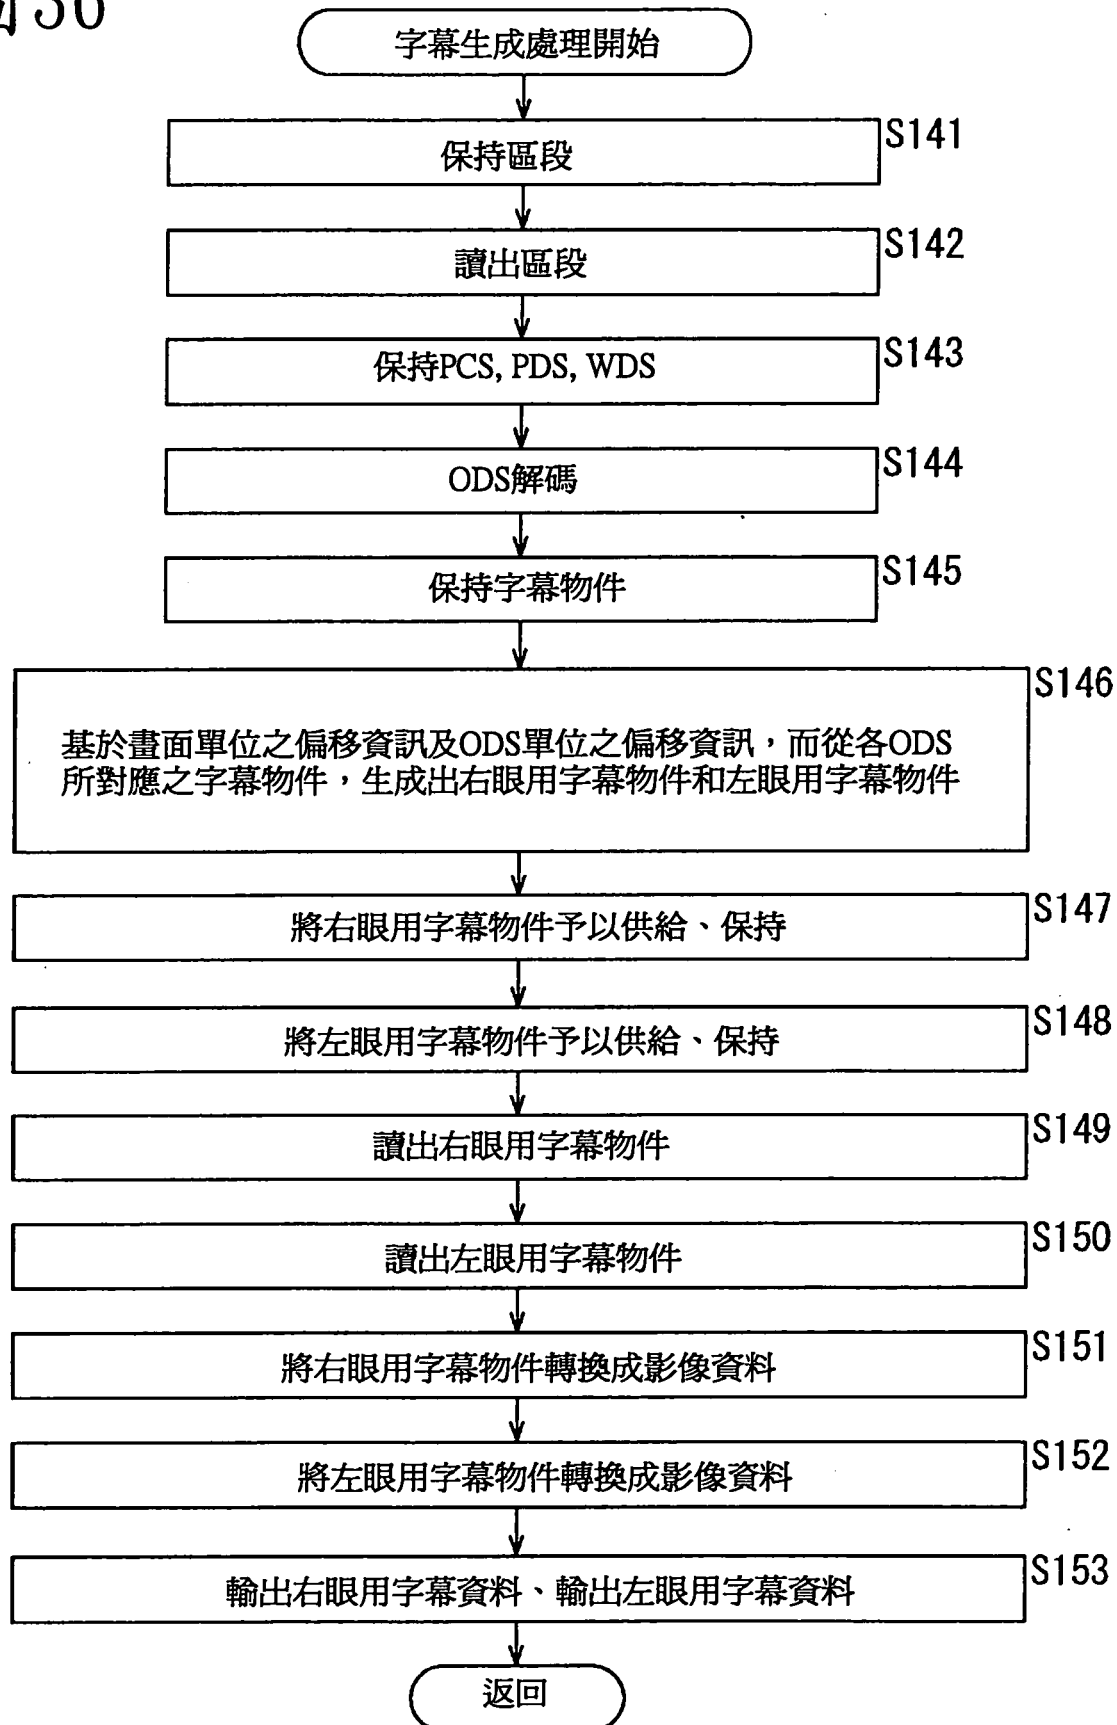 36
字幕生成處理開始
保持區段
S141
讀出區段
S142
保持PCS, PDS, WDS
S143
ODS解碼
S144
保持字幕物件
S145
S146
基於畫面單位之偏移資訊及ODS單位之偏移資訊，而從各ODS
所對應之字幕物件，生成出右眼用字幕物件和左眼用字幕物件
將右眼用字幕物件予以供給、保持
S147
將左眼用字幕物件予以供給、保持
S148
讀出右眼用字幕物件
S149
讀出左眼用字幕物件
S150
將右眼用字幕物件轉換成影像資料
S151
將左眼用字幕物件轉換成影像資料
S152
輸出右眼用字幕資料、輸出左眼用字幕資料
S153
返回